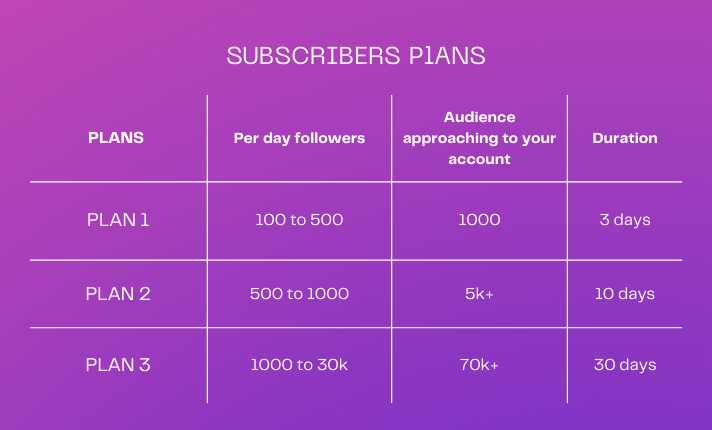 SUBSCRIBERS PlANS
PLANS
Per day followers
Audience
approaching to your
account
Duration
PLAN 1
100 to 500
1000
3 days
PLAN 2
500 to 1000
5k+
10 days
PLAN 3
1000 to 30k
70k+
30 days